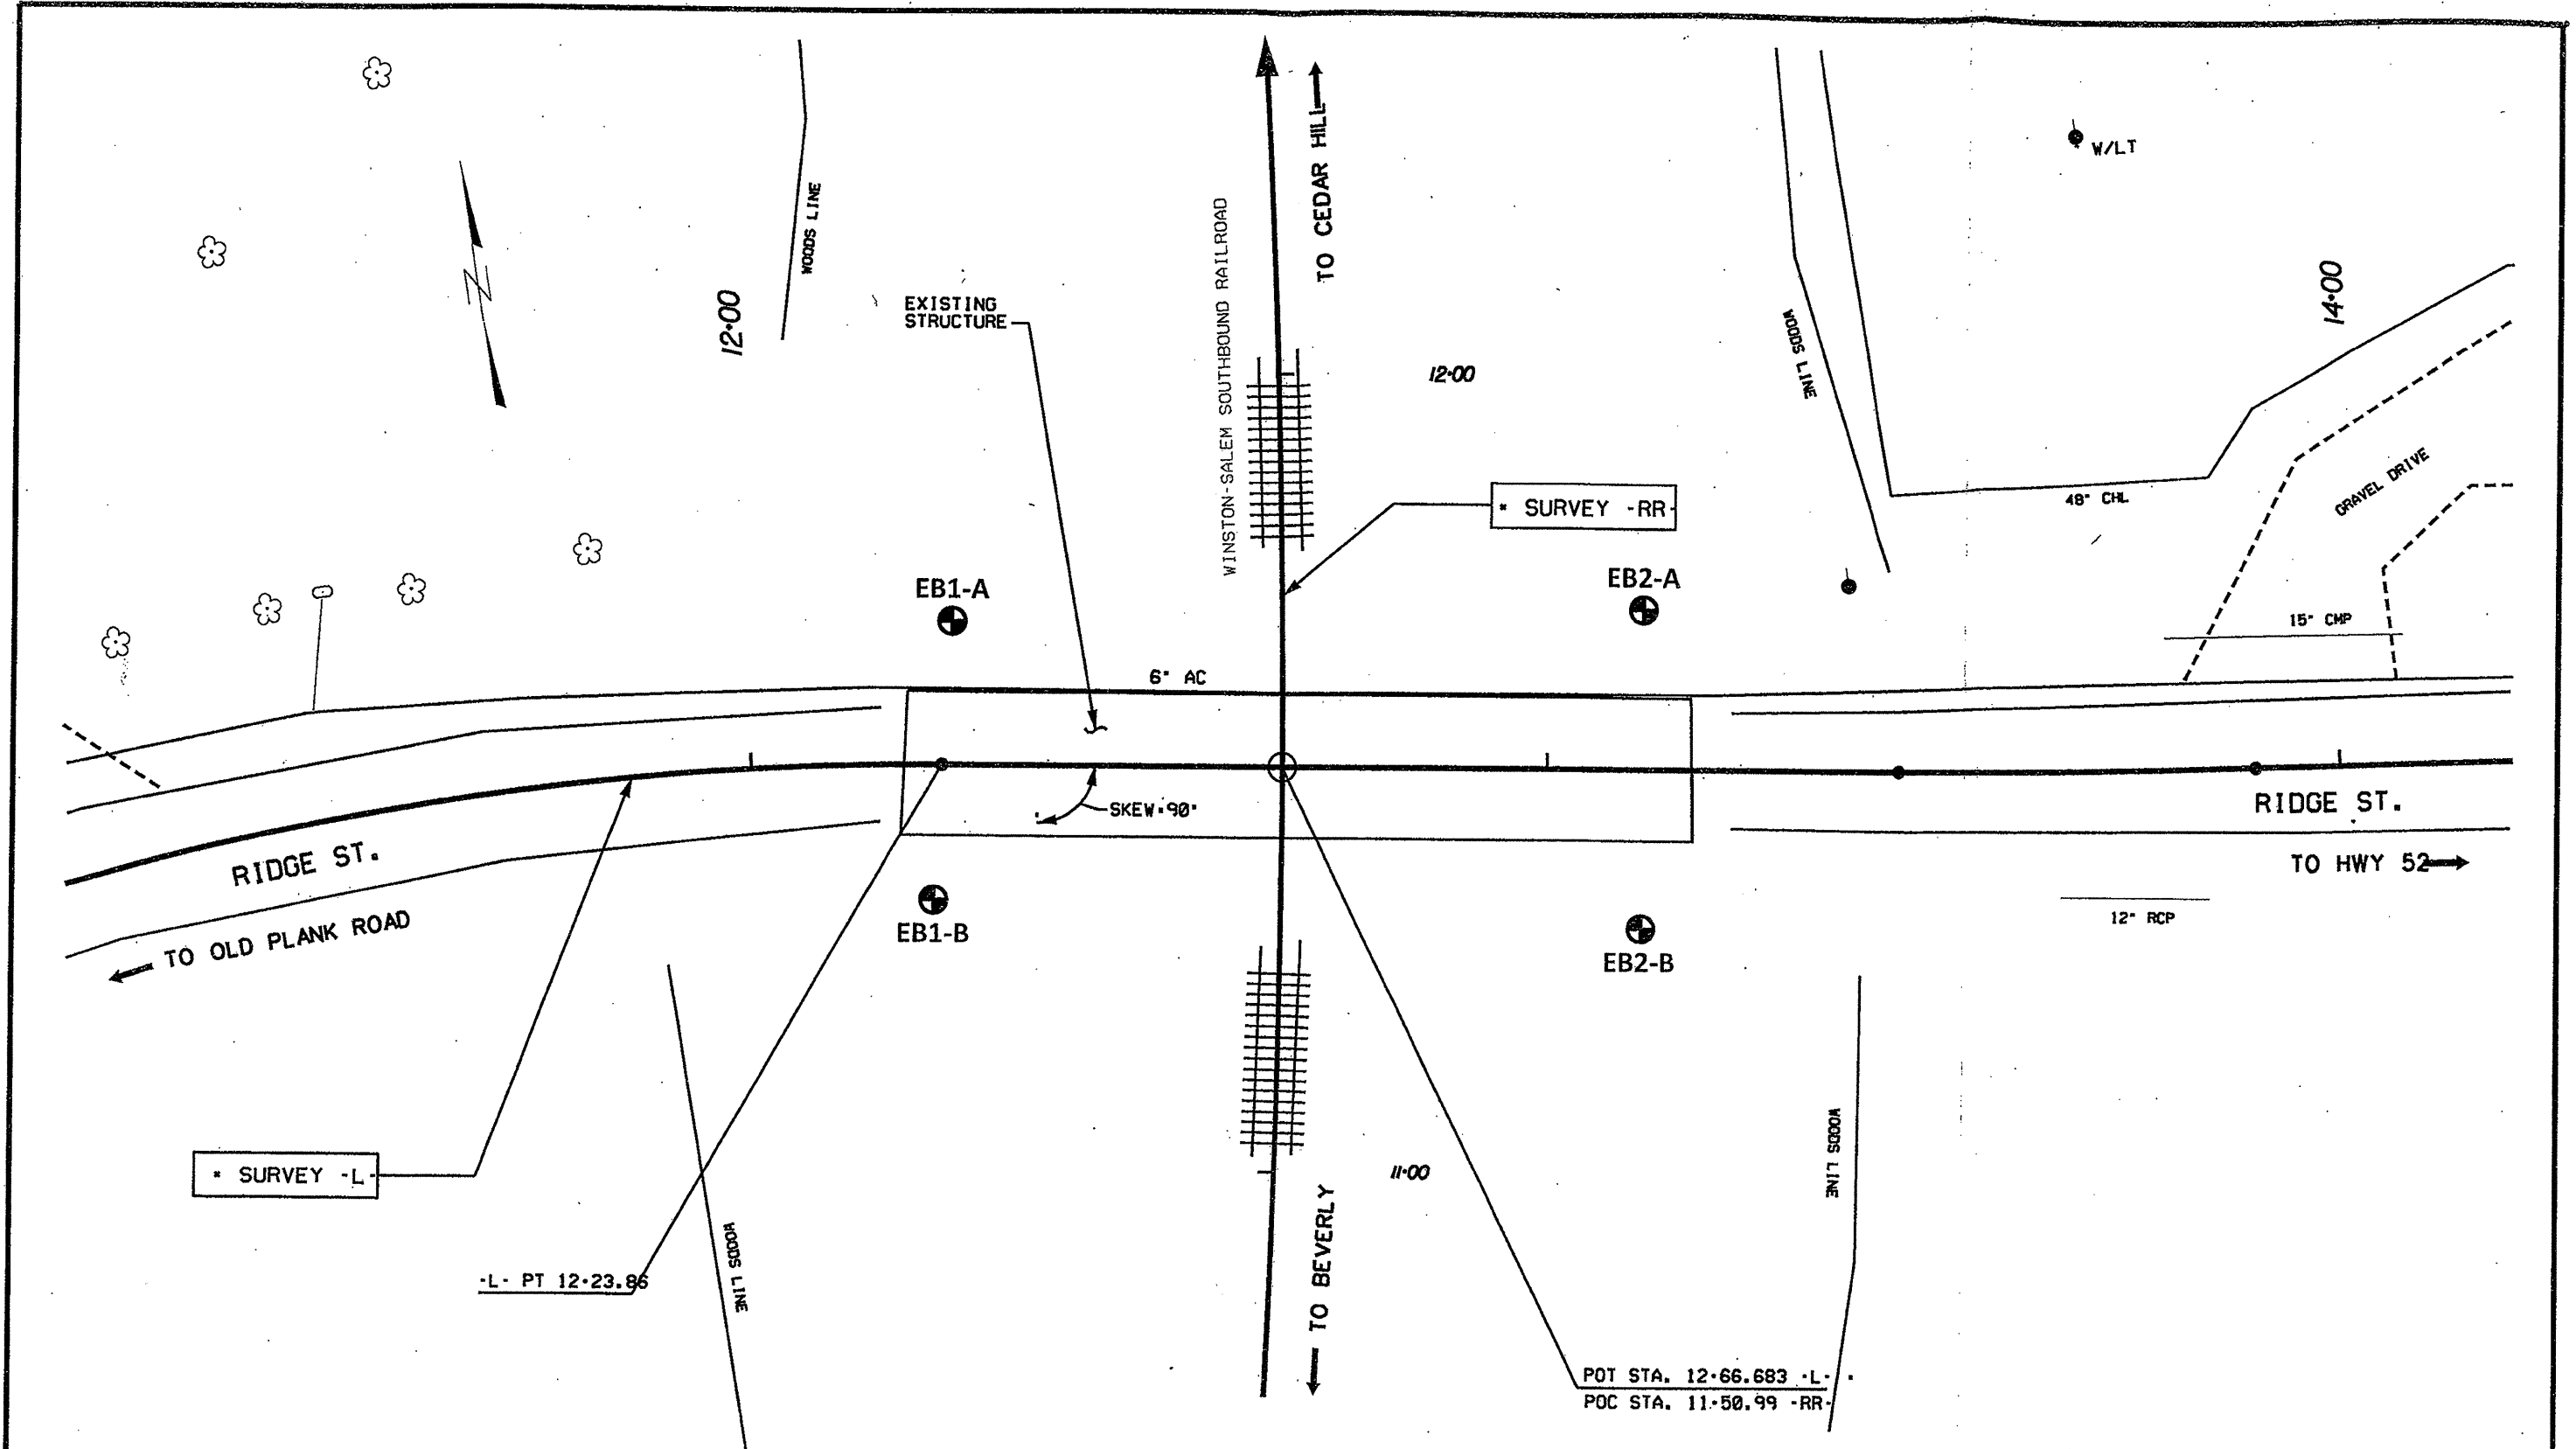 TO CEDAR HILL
W/LT
WOODS LINE
N
WINSTON-SALEM SOUTHBOUND RAILROAD
12+00
EXISTING
STRUCTURE
14+00
WOODS LINE
12+00
GRAVEL DRIVE
* SURVEY -RR-
48" CHL
EB1-A
EB2-A
15" CMP
6" AC
SKEW=90°
RIDGE ST.
RIDGE ST.
TO HWY 52
TO OLD PLANK ROAD
EB1-B
12" RCP
EB2-B
WOODS LINE
* SURVEY -L-
11+00
TO BEVERLY
WOODS LINE
-L- PT 12+23.86
POT STA. 12+66.683 -L-
POC STA. 11+50.99 -RR-